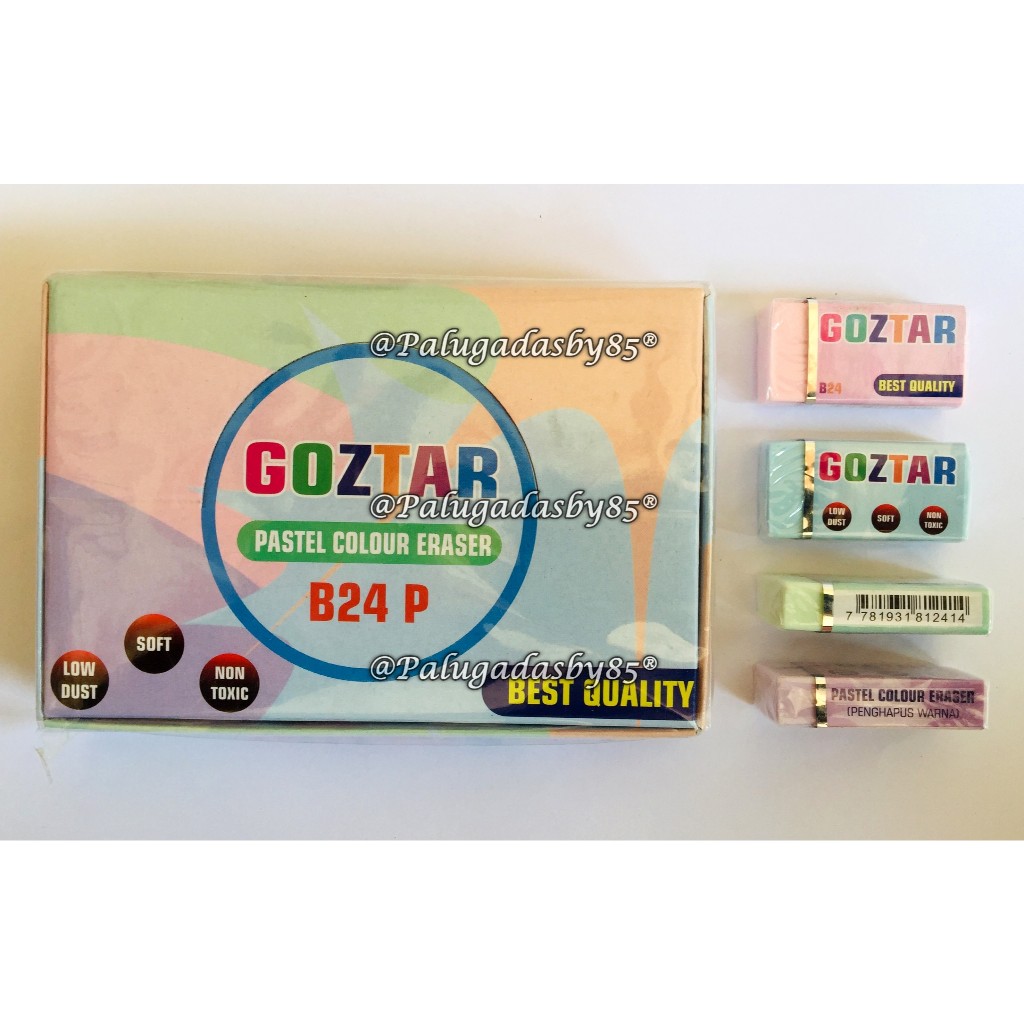 @Palugadasby85®
GOZTAR
@Palugadasby85®
PASTEL COLOUR ERASER
B24 P
SOFT
LOW
DUST
NON
TOXIC
@Palugadasby85®
BEST QUALITY
GOZTAR
B24
BEST QUALITY
GOZTAR
LOW
DUST
SOFT
NON
TOXIC
7 781931 812414
PASTEL COLOUR ERASER
(PENGHAPUS WARNA)